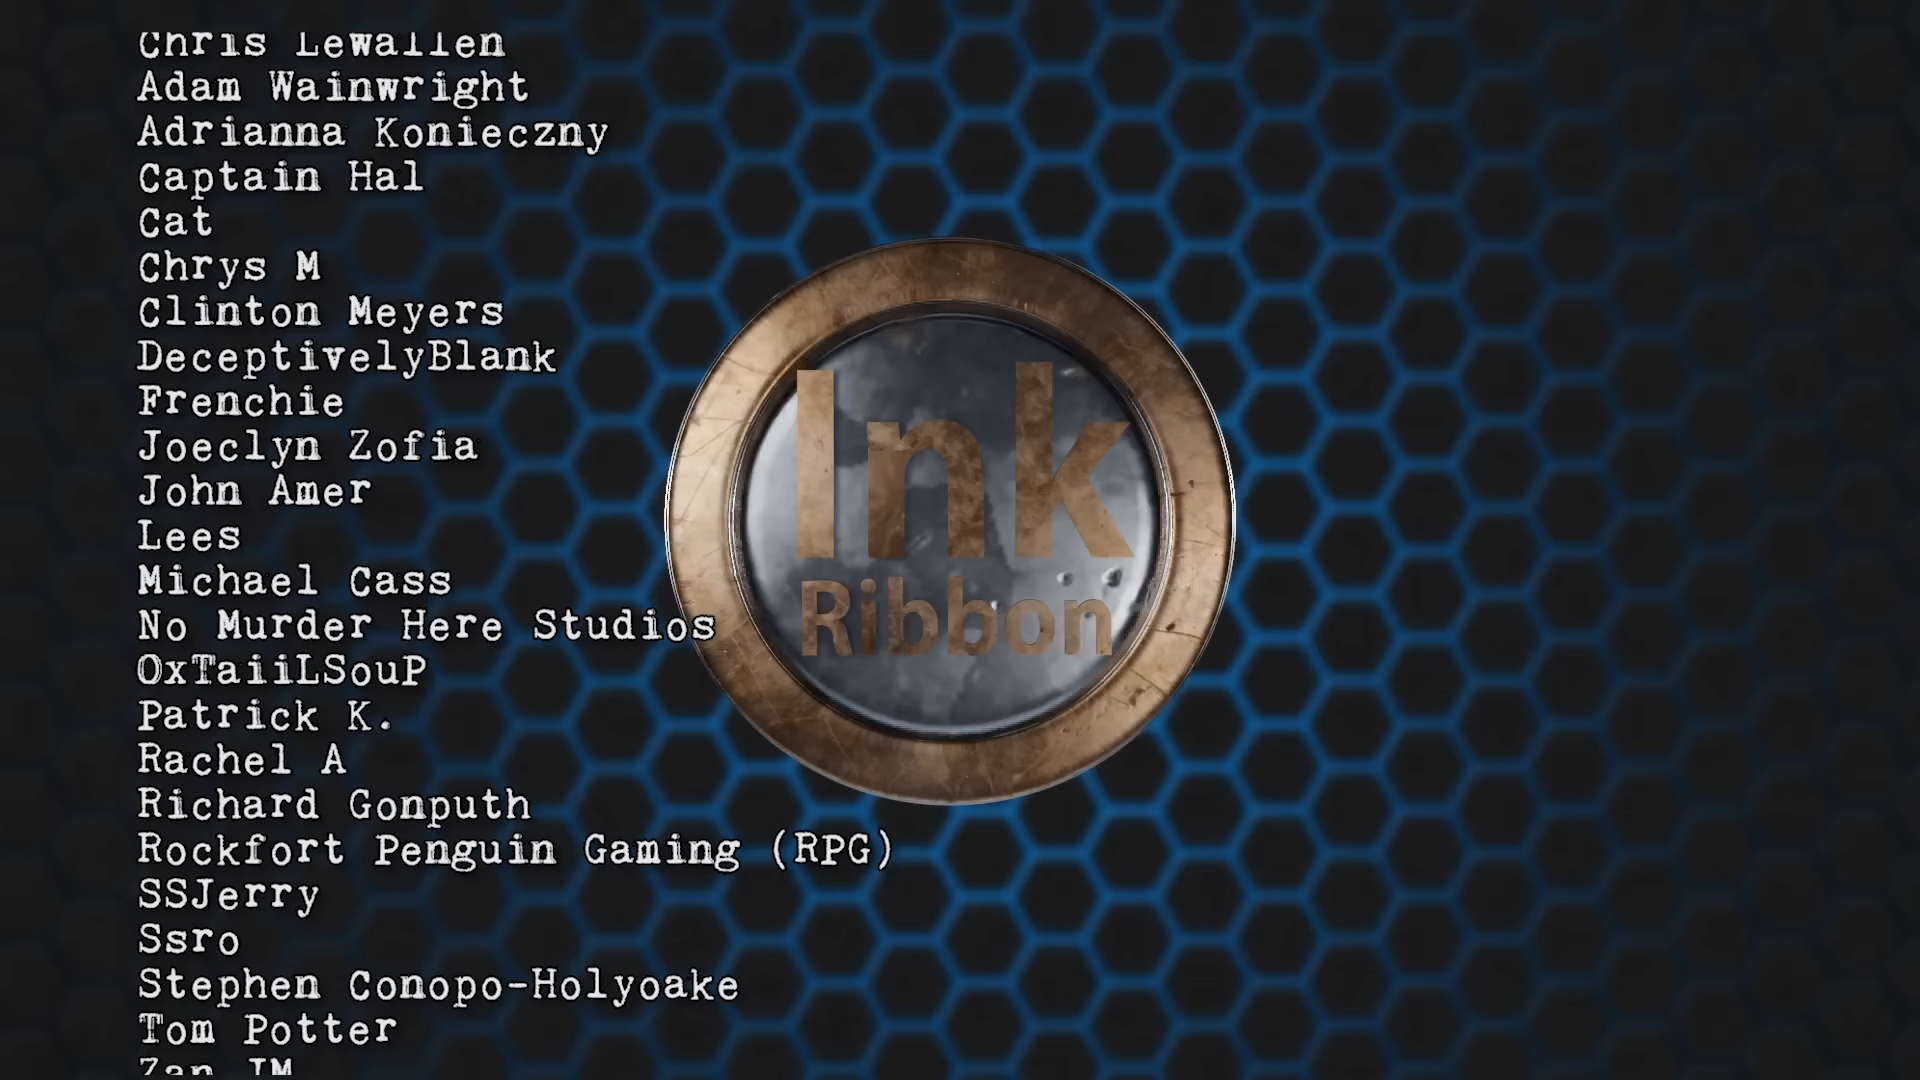 Chris Lewallen
Adam Wainwright
Adrianna Konieczny
Captain Hal
Cat
Chrys M
Clinton Meyers
DeceptivelyBlank
Frenchie
Joeclyn Zofia
John Amer
Lees
Michael Cass
No Murder Here Studios
OxTaiiLSouP
Patrick K.
Rachel A
Richard Gonputh
Rockfort Penguin Gaming (RPG)
SSJerry
Ssro
Stephen Conopo-Holyoake
Tom Potter
Zan JM
Ink
Ribbon